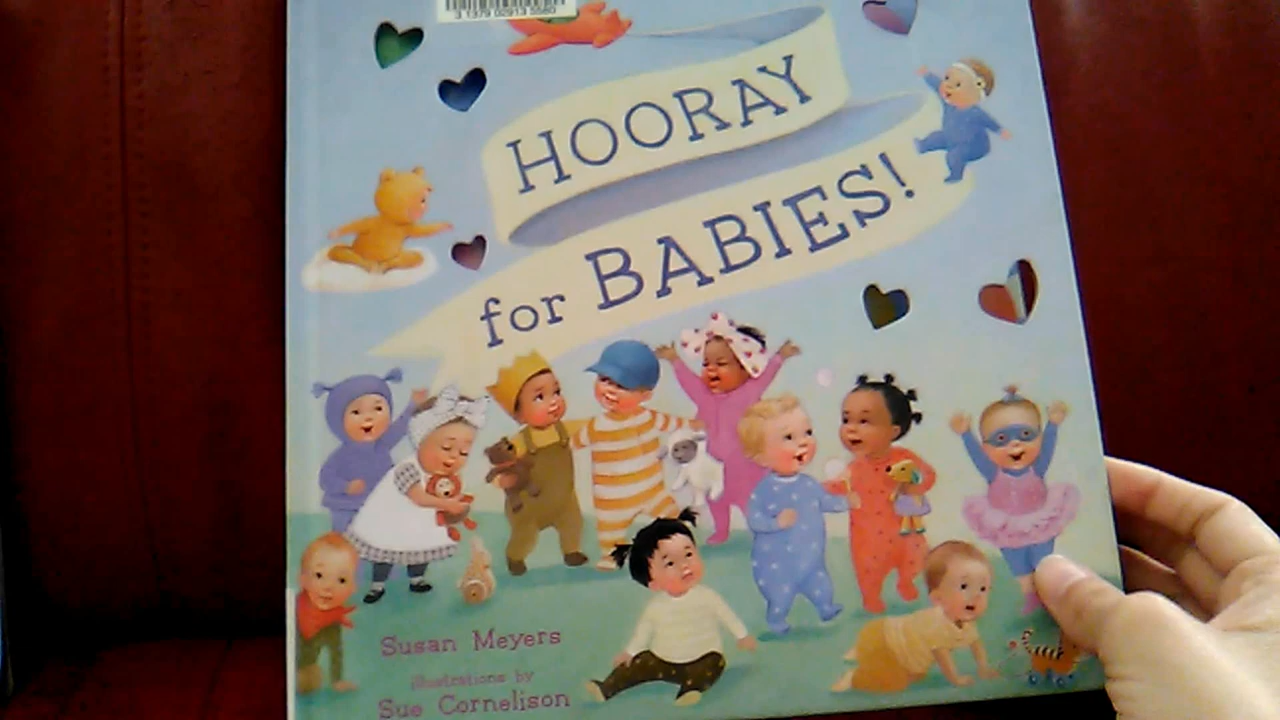 HOORAY
for BABIES!
Susan Meyers
illustrations by
Sue Cornelison